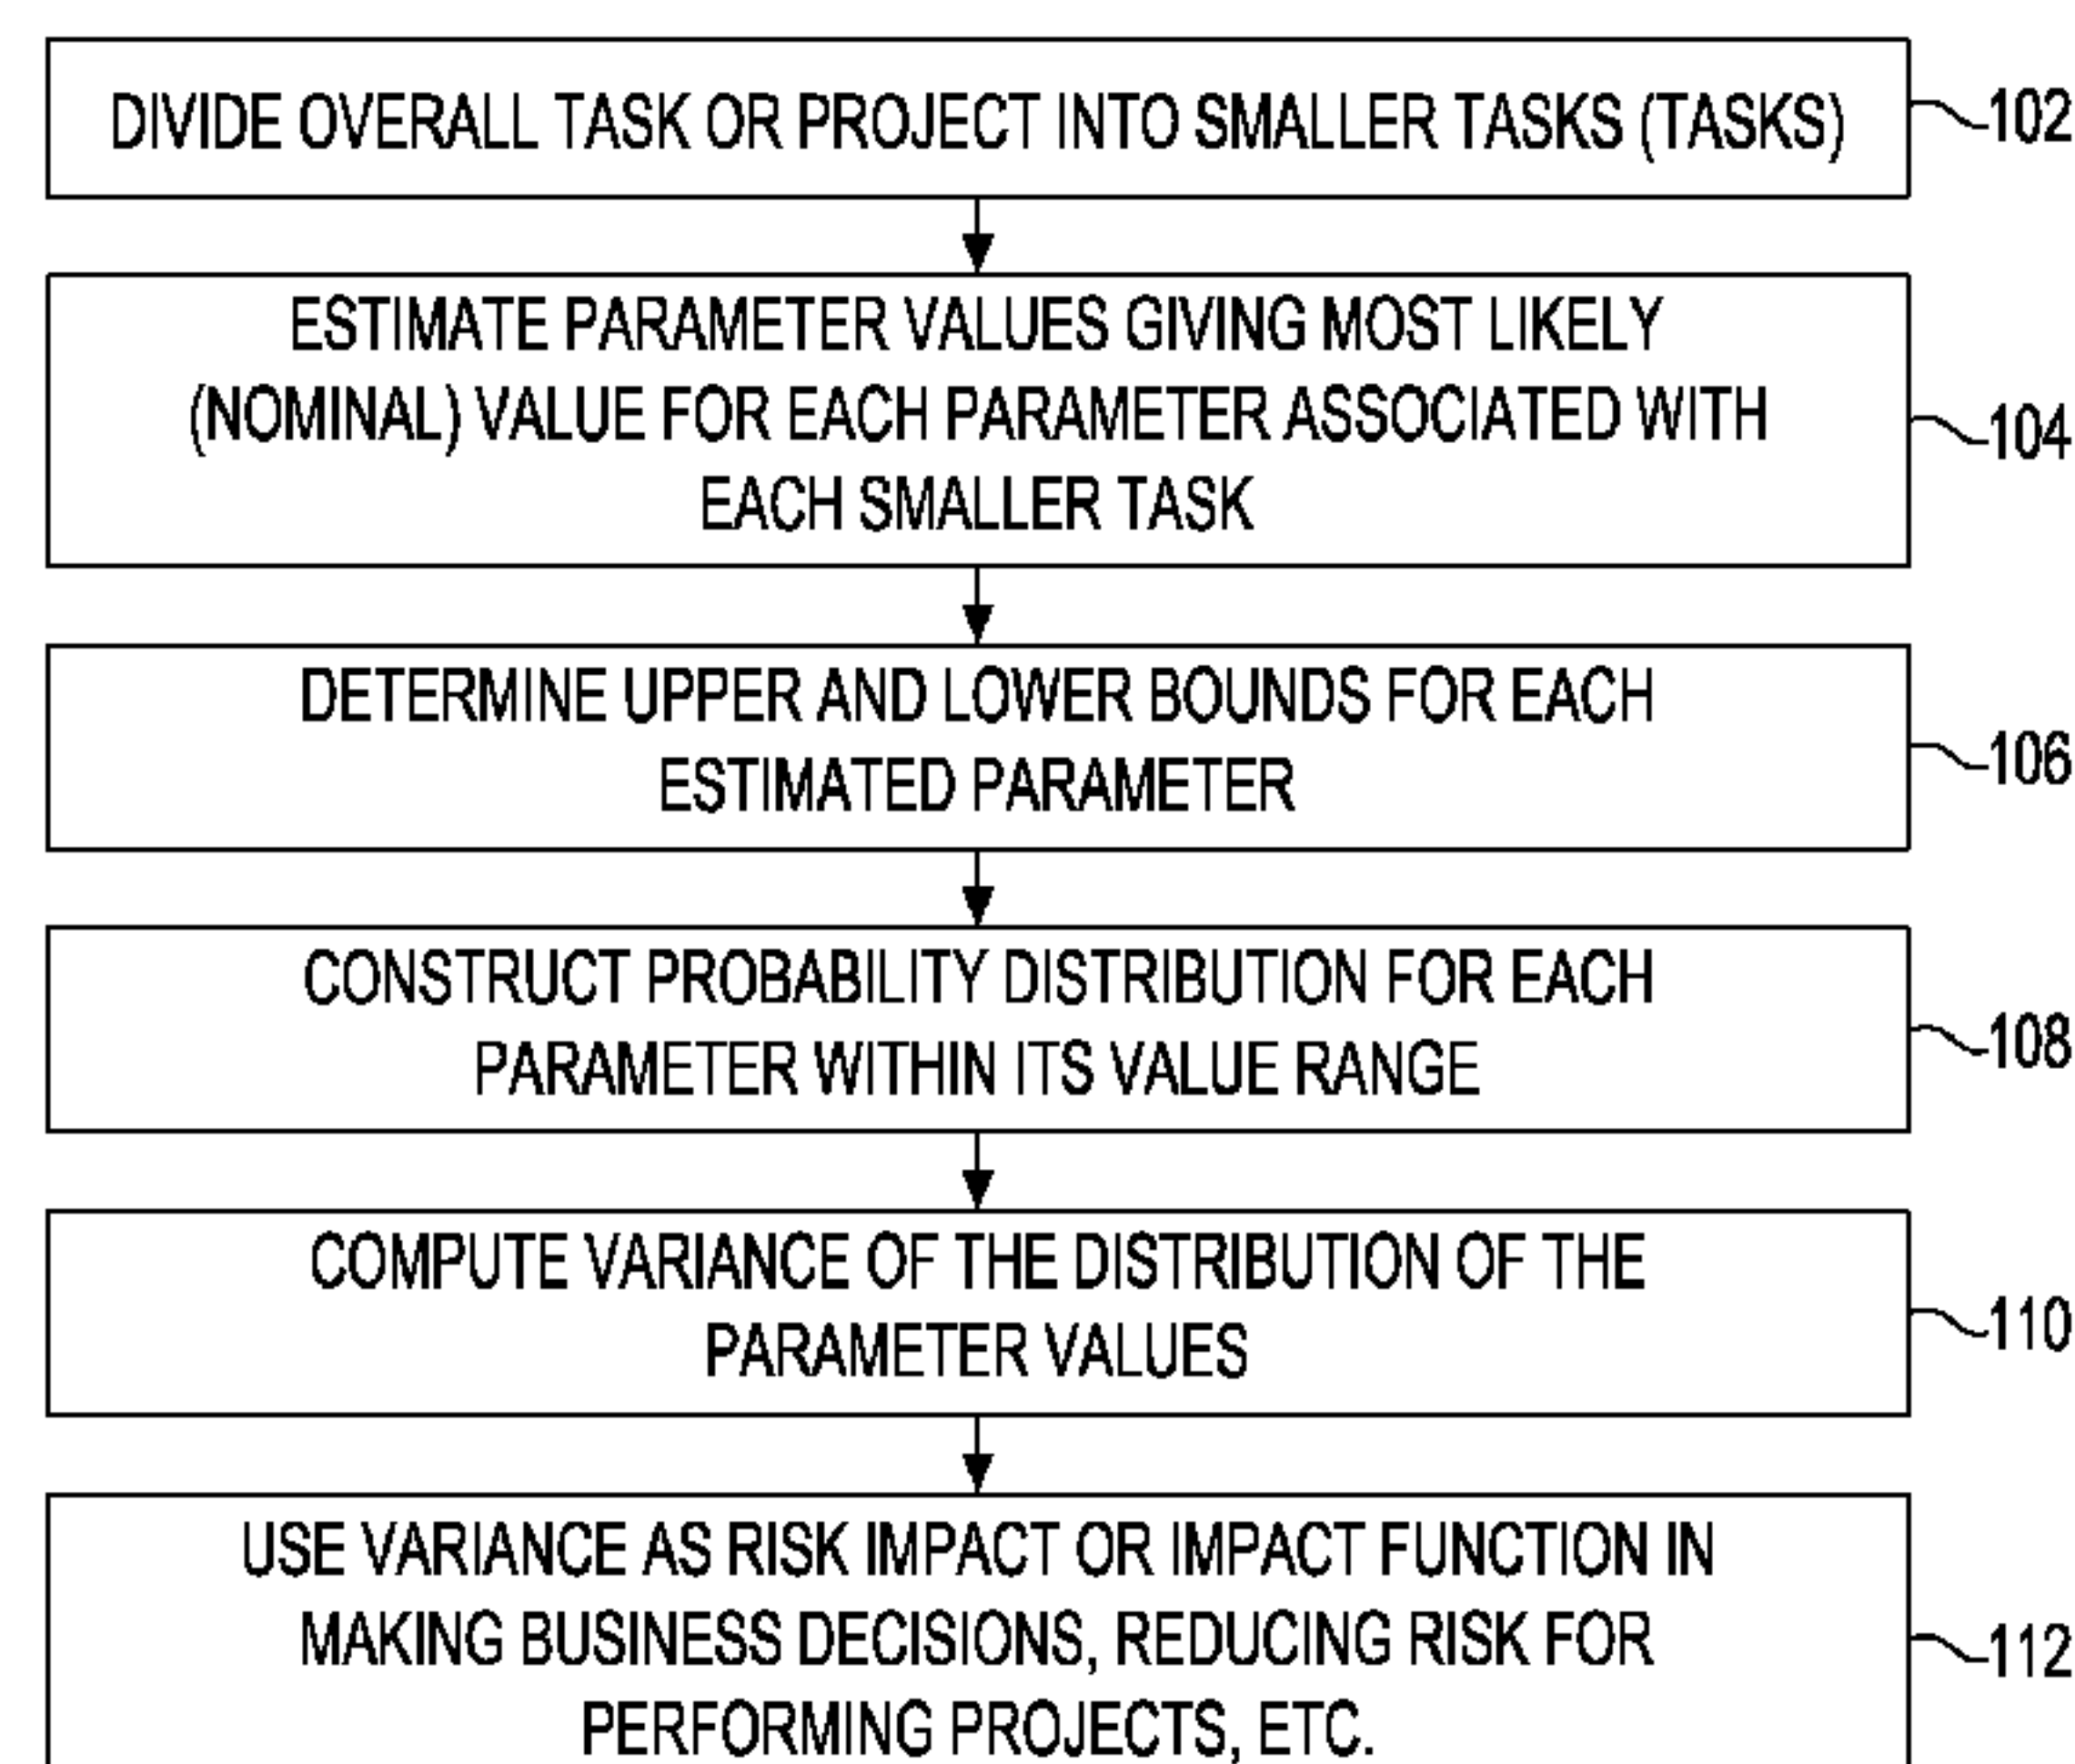 DIVIDE OVERALL TASK OR PROJECT INTO SMALLER TASKS (TASKS)
102
ESTIMATE PARAMETER VALUES GIVING MOST LIKELY
(NOMINAL) VALUE FOR EACH PARAMETER ASSOCIATED WITH
EACH SMALLER TASK
104
DETERMINE UPPER AND LOWER BOUNDS FOR EACH
ESTIMATED PARAMETER
106
CONSTRUCT PROBABILITY DISTRIBUTION FOR EACH
PARAMETER WITHIN ITS VALUE RANGE
108
COMPUTE VARIANCE OF THE DISTRIBUTION OF THE
PARAMETER VALUES
110
USE VARIANCE AS RISK IMPACT OR IMPACT FUNCTION IN
MAKING BUSINESS DECISIONS, REDUCING RISK FOR
PERFORMING PROJECTS, ETC.
112